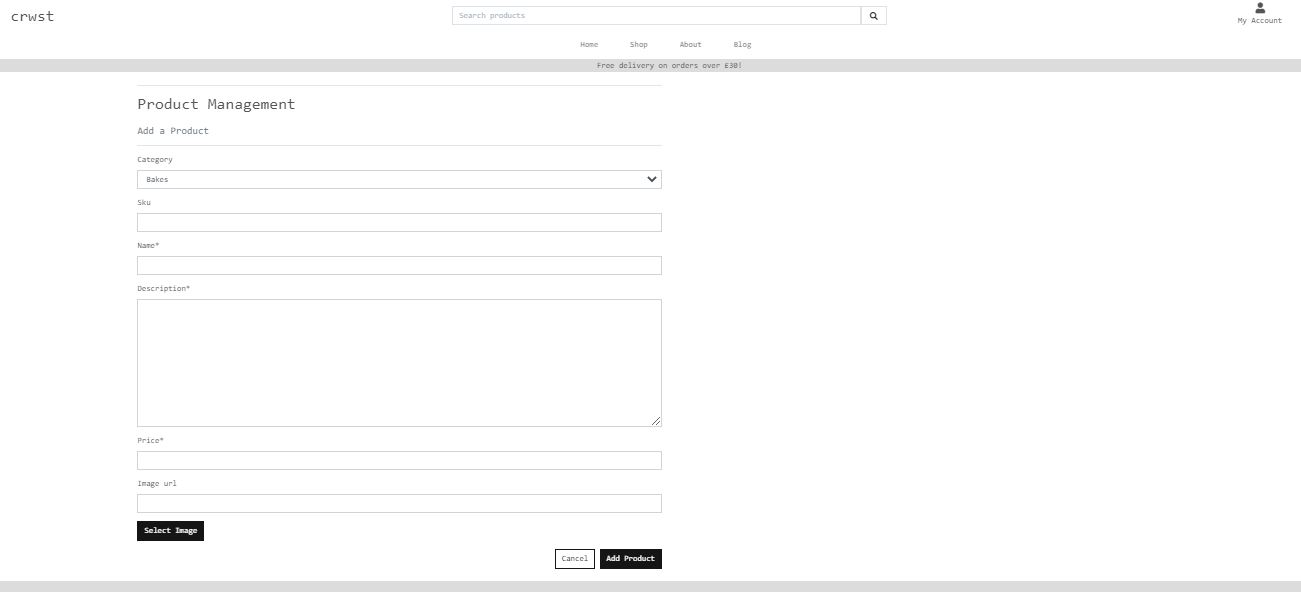 crwst
Search products
My Account
Home Shop About Blog
Free delivery on orders over £30!
Product Management
Add a Product
Category
Bakes
Sku
Name*
Description*
Price*
Image url
Select Image
Cancel Add Product